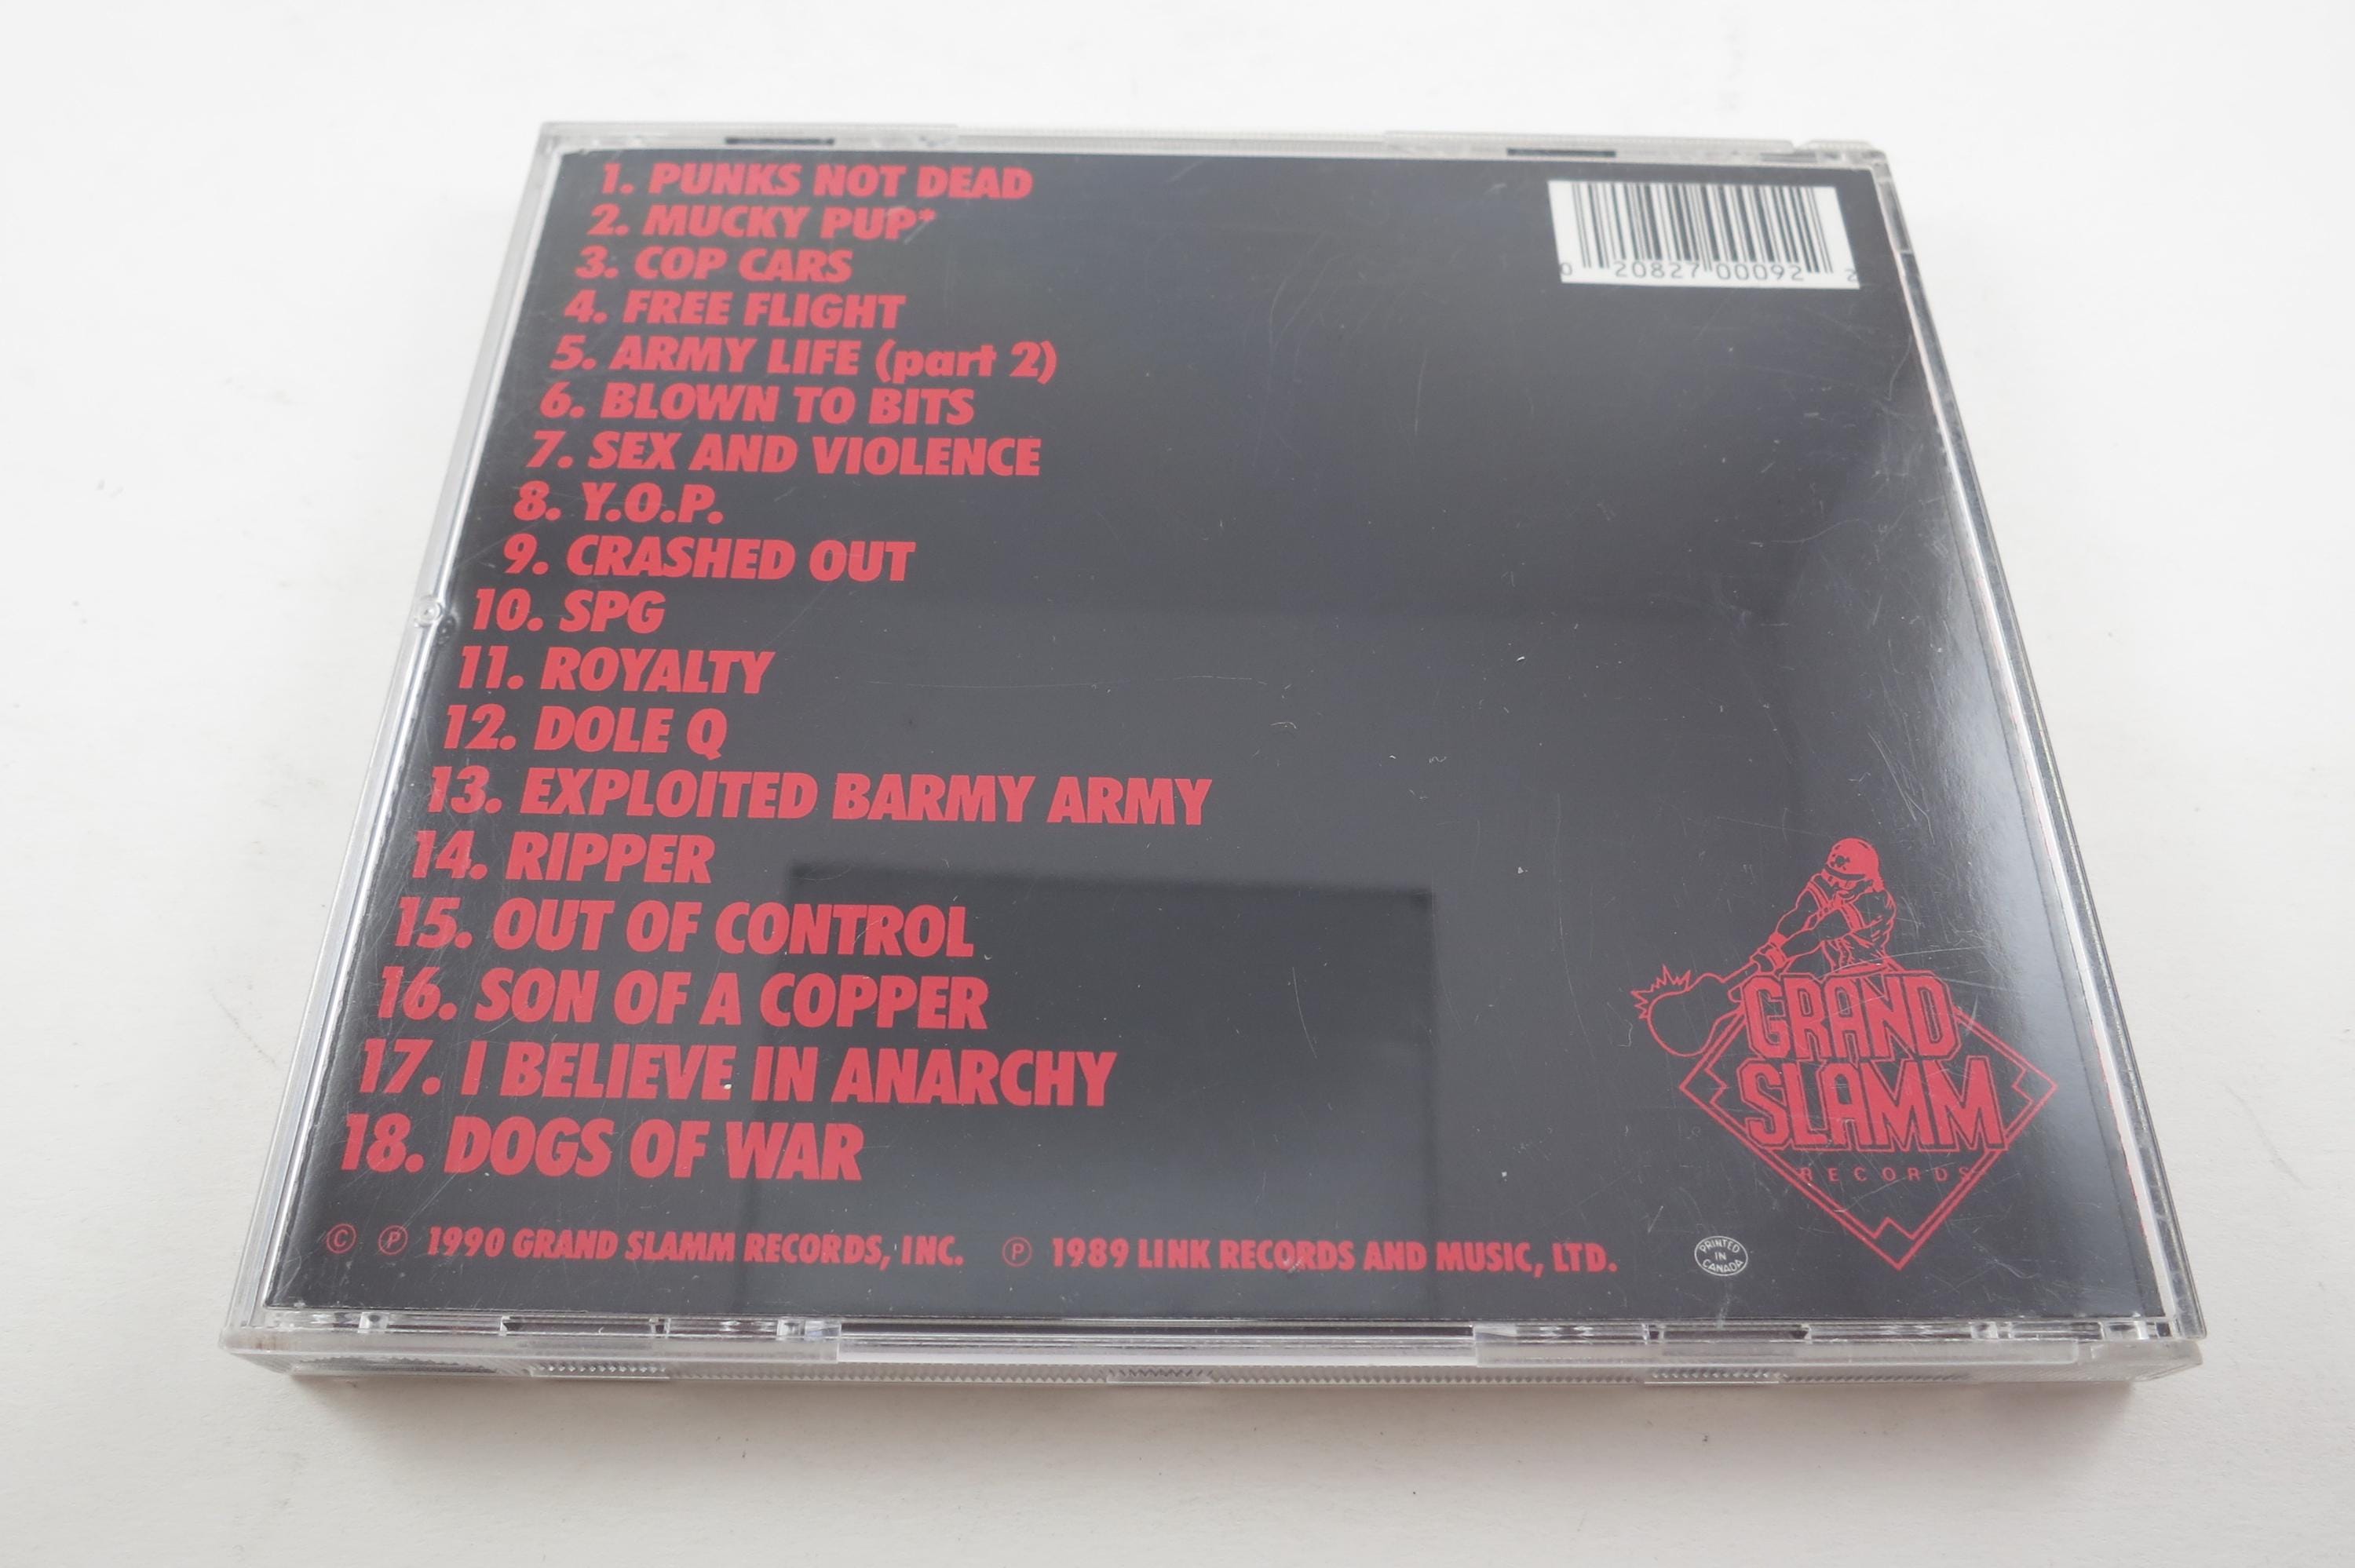 1. PUNKS NOT DEAD
2. MUCKY PUP*
3. COP CARS
4. FREE FLIGHT
5. ARMY LIFE (part 2)
6. BLOWN TO BITS
7. SEX AND VIOLENCE
8. Y.O.P.
9. CRASHED OUT
10. SPG
11. ROYALTY
12. DOLE Q
13. EXPLOITED BARMY ARMY
14. RIPPER
15. OUT OF CONTROL
16. SON OF A COPPER
17. I BELIEVE IN ANARCHY
18. DOGS OF WAR
0 20827 00092 2
GRAND
SLAMM
RECORDS
© ℗ 1990 GRAND SLAMM RECORDS, INC. ℗ 1989 LINK RECORDS AND MUSIC, LTD.
PRINTED
IN
CANADA